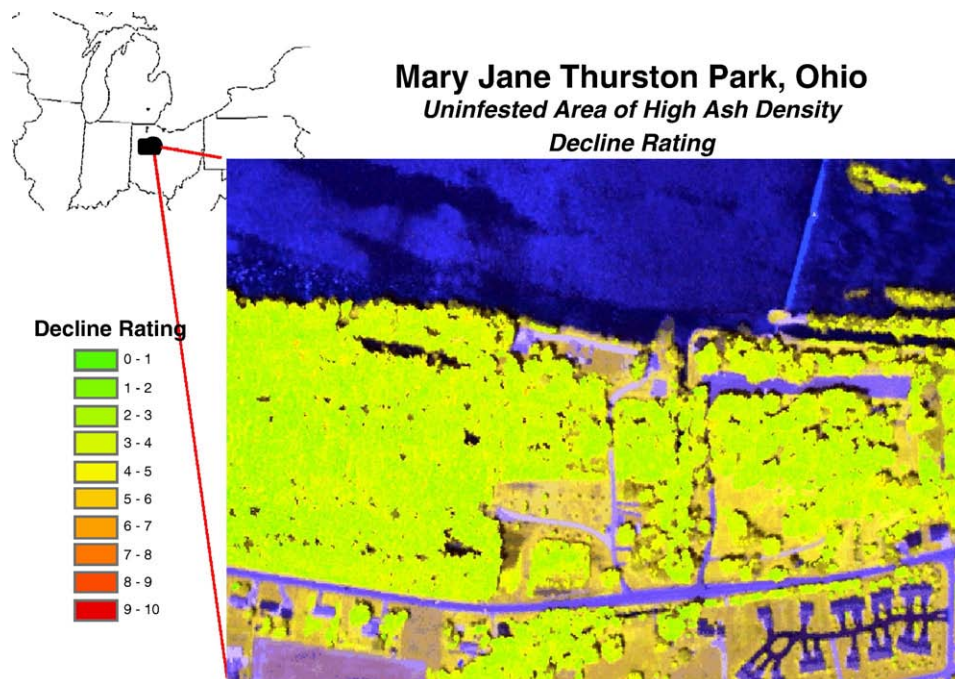 Mary Jane Thurston Park, Ohio
Uninfested Area of High Ash Density
Decline Rating
Decline Rating
0 - 1
1 - 2
2 - 3
3 - 4
4 - 5
5 - 6
6 - 7
7 - 8
8 - 9
9 - 10